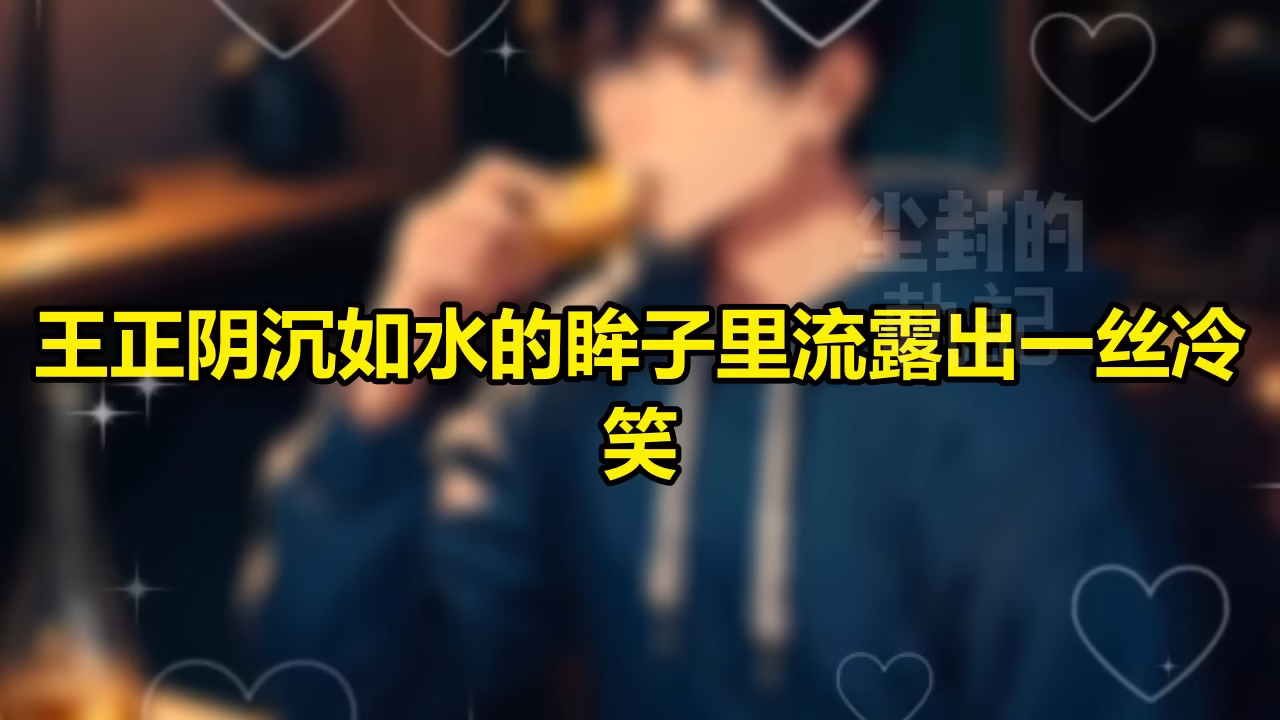 尘封的
王正阴沉如水的眸子里流露出一丝冷
笑